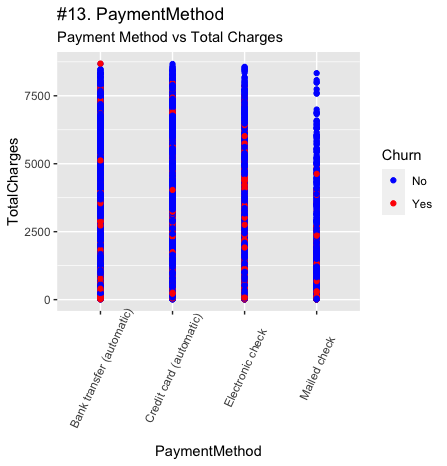 #13. PaymentMethod
Payment Method vs Total Charges
TotalCharges
7500
5000
2500
0
Bank transfer (automatic)
Credit card (automatic)
Electronic check
Mailed check
PaymentMethod
Churn
No
Yes